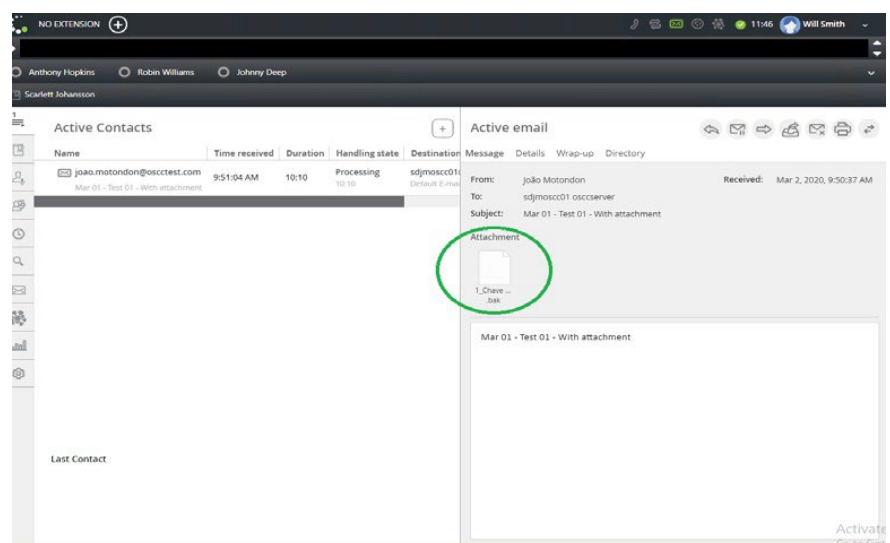 NO EXTENSION
11:46 Will Smith
Anthony Hopkins Robin Williams Johnny Deep
Scarlett Johansson
1
Active Contacts
Name Time received Duration Handling state Destination
joao.motondon@oscctest.com 9:51:04 AM 10:10 Processing sdjmoscc01
Mar 01 - Test 01 - With attachment 10:10 Default E-mai
Last Contact
Active email
Message Details Wrap-up Directory
From: João Motondon Received: Mar 2, 2020, 9:50:37 AM
To: sdjmoscc01 osccserver
Subject: Mar 01 - Test 01 - With attachment
Attachment
1_Chave ...
.bak
Mar 01 - Test 01 - With attachment
Activate